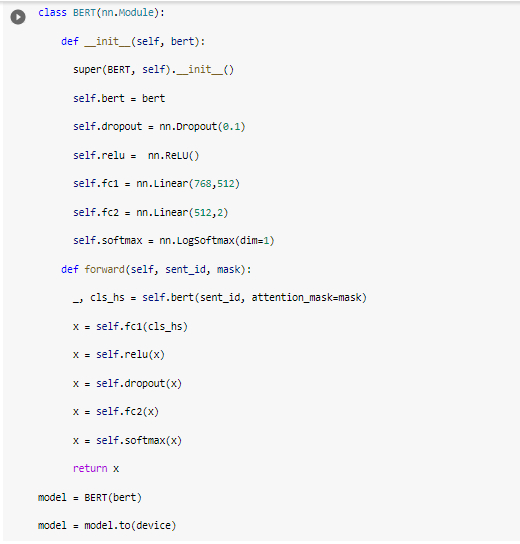 class BERT(nn.Module):
    def __init__(self, bert):
      super(BERT, self).__init__()
      self.bert = bert
      self.dropout = nn.Dropout(0.1)
      self.relu =  nn.ReLU()
      self.fc1 = nn.Linear(768,512)
      self.fc2 = nn.Linear(512,2)
      self.softmax = nn.LogSoftmax(dim=1)
    def forward(self, sent_id, mask):
      _, cls_hs = self.bert(sent_id, attention_mask=mask)
      x = self.fc1(cls_hs)
      x = self.relu(x)
      x = self.dropout(x)
      x = self.fc2(x)
      x = self.softmax(x)
      return x
model = BERT(bert)
model = model.to(device)